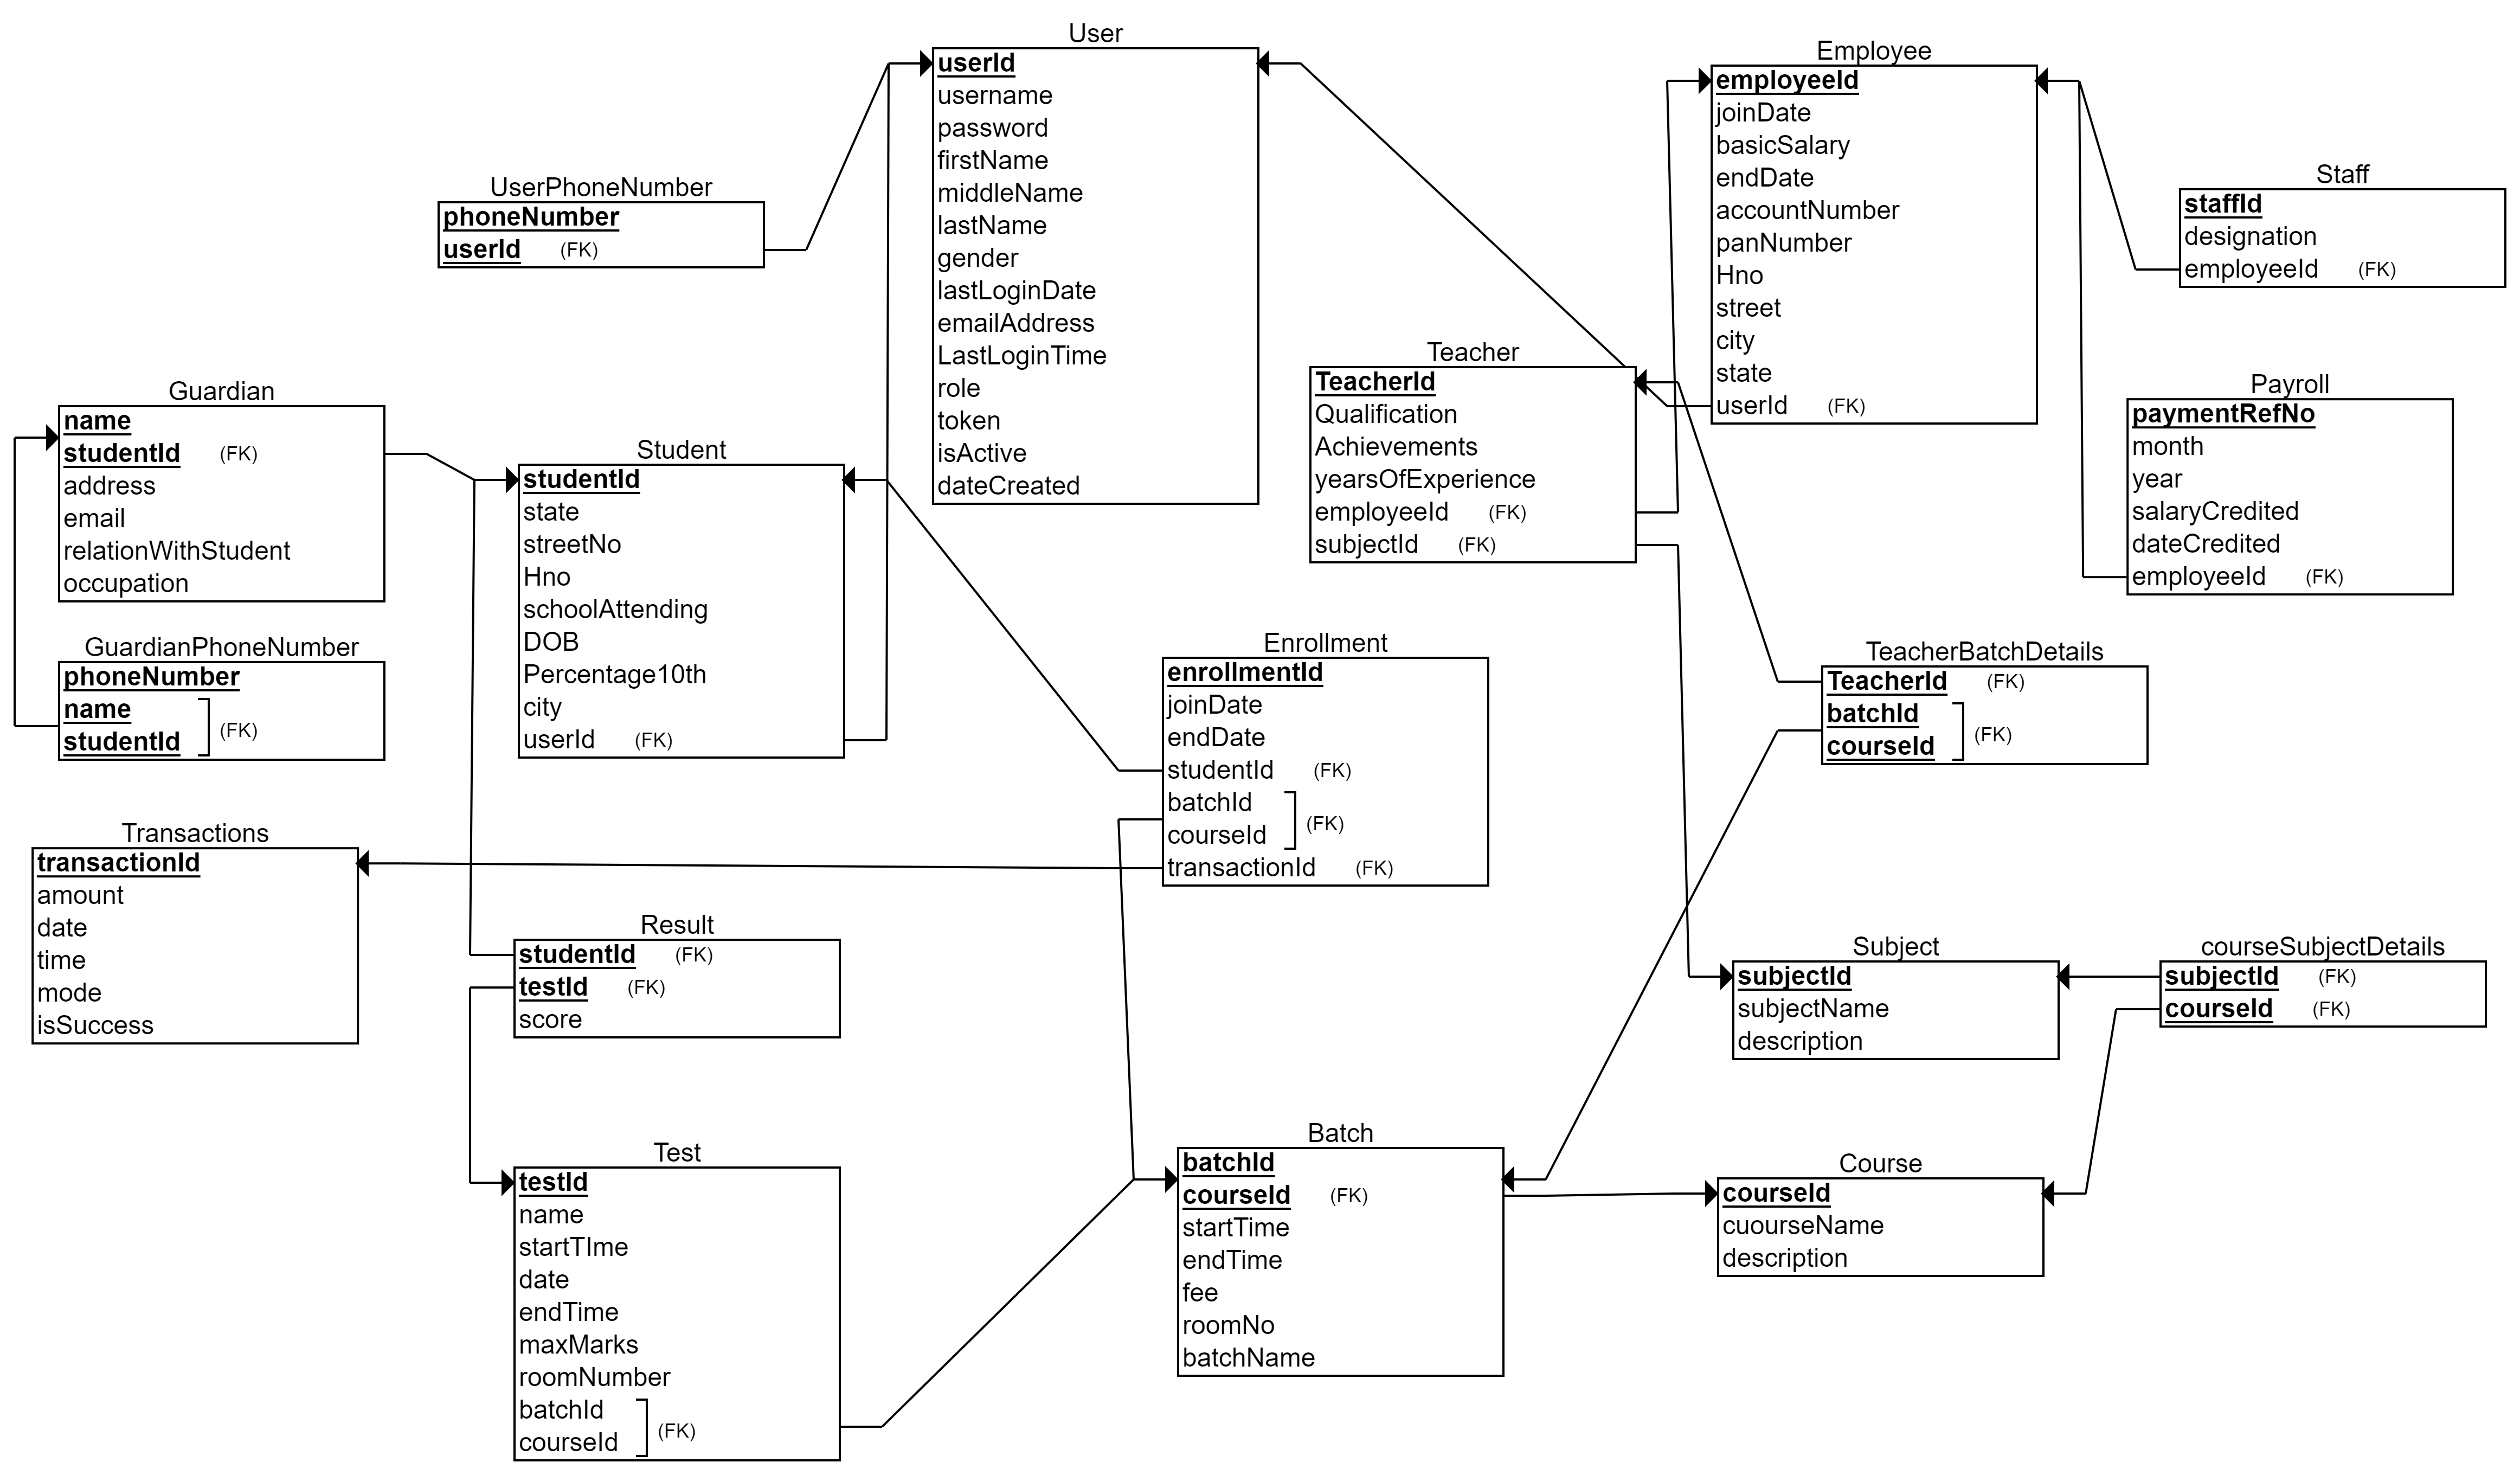 User
userId
username
password
firstName
middleName
lastName
gender
lastLoginDate
emailAddress
LastLoginTime
role
token
isActive
dateCreated
Employee
employeeId
joinDate
basicSalary
endDate
accountNumber
panNumber
Hno
street
city
state
userId (FK)
UserPhoneNumber
phoneNumber
userId (FK)
Staff
staffId
designation
employeeId (FK)
Teacher
TeacherId
Qualification
Achievements
yearsOfExperience
employeeId (FK)
subjectId (FK)
Payroll
paymentRefNo
month
year
salaryCredited
dateCredited
employeeId (FK)
Guardian
name
studentId (FK)
address
email
relationWithStudent
occupation
Student
studentId
state
streetNo
Hno
schoolAttending
DOB
Percentage10th
city
userId (FK)
GuardianPhoneNumber
phoneNumber
name
studentId
(FK)
Enrollment
enrollmentId
joinDate
endDate
studentId (FK)
batchId
courseId
(FK)
transactionId (FK)
TeacherBatchDetails
TeacherId (FK)
batchId
courseId
(FK)
Transactions
transactionId
amount
date
time
mode
isSuccess
Result
studentId (FK)
testId (FK)
score
Subject
subjectId
subjectName
description
courseSubjectDetails
subjectId (FK)
courseId (FK)
Test
testId
name
startTIme
date
endTime
maxMarks
roomNumber
batchId
courseId
(FK)
Batch
batchId
courseId (FK)
startTime
endTime
fee
roomNo
batchName
Course
courseId
cuourseName
description